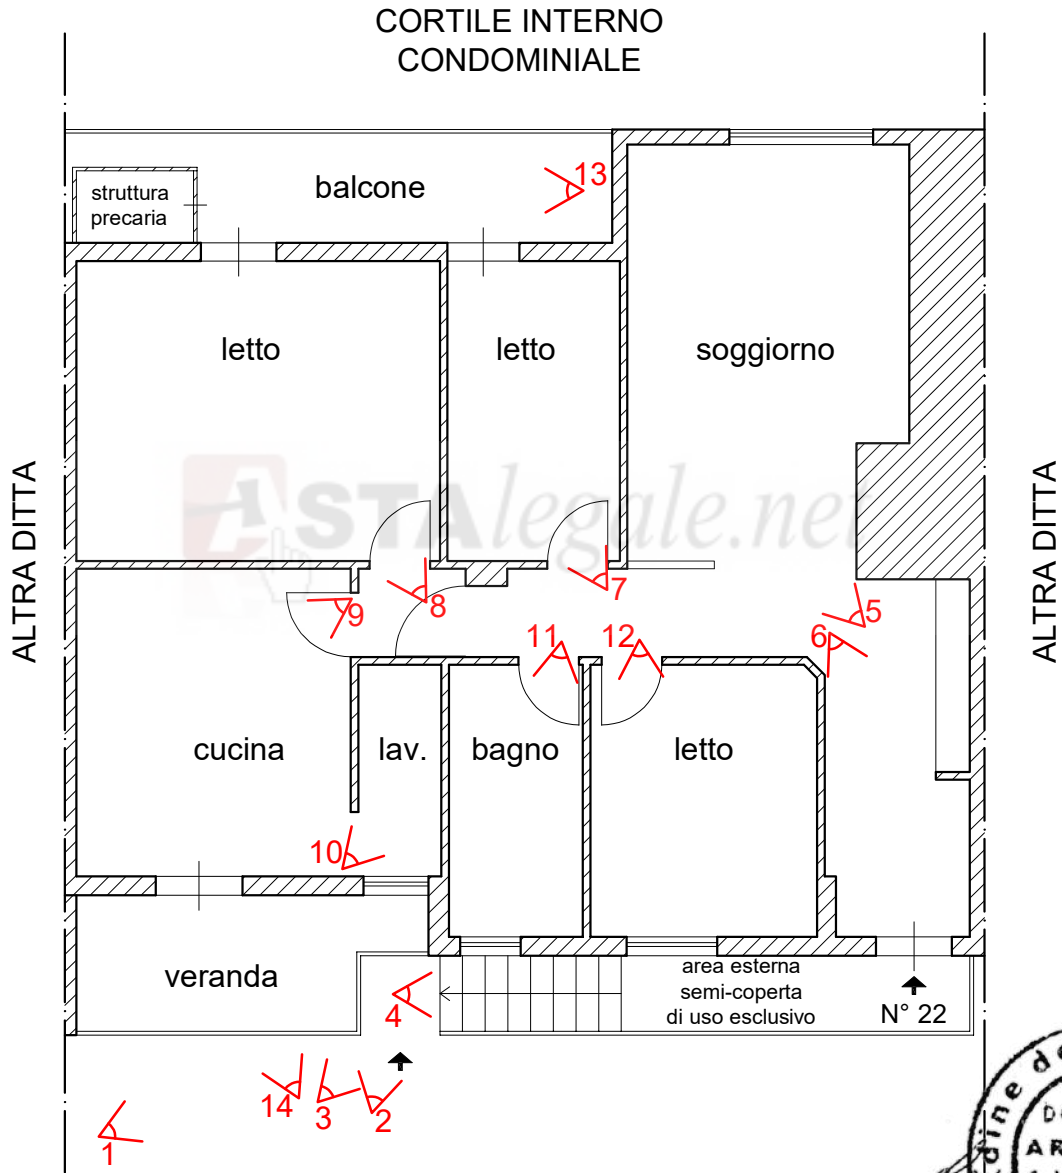 CORTILE INTERNO
CONDOMINIALE
struttura
precaria
balcone
13
letto
letto
soggiorno
ALTRA DITTA
ALTRA DITTA
ASTAlegale.net
9
8
7
5
6
11
12
cucina
lav.
bagno
letto
10
veranda
4
area esterna
semi-coperta
di uso esclusivo
N° 22
14
3
2
1